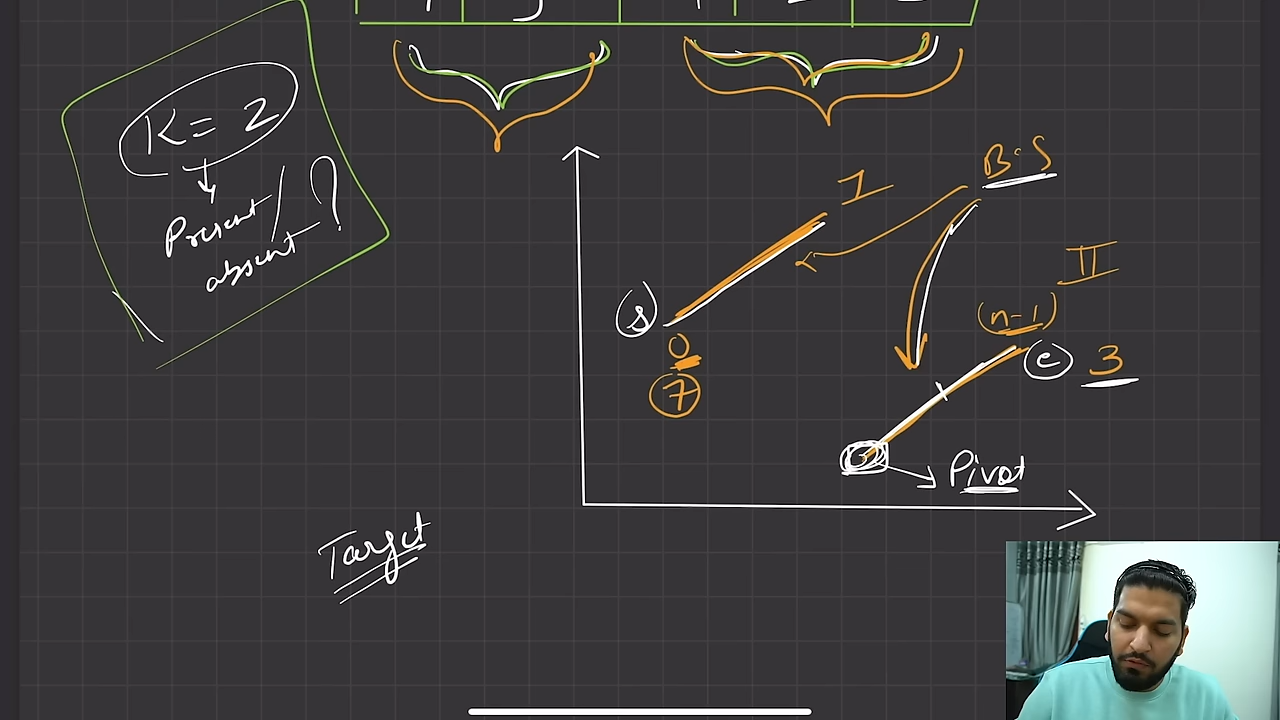 K = 2
Present/
absent ?
B.S
I
II
(n-1)
s
0
e 3
7
Pivot
Target